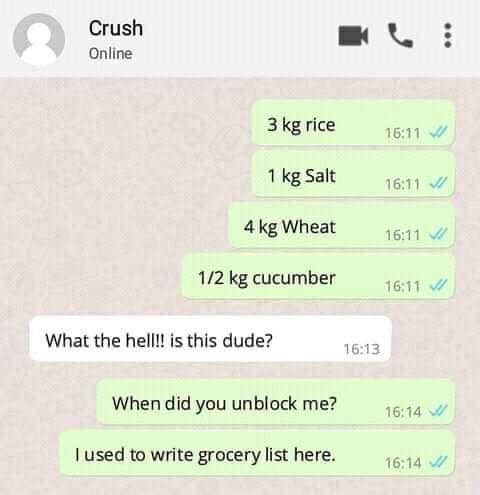 Crush
Online
3 kg rice 16:11
1 kg Salt 16:11
4 kg Wheat 16:11
1/2 kg cucumber 16:11
What the hell!! is this dude? 16:13
When did you unblock me? 16:14
I used to write grocery list here. 16:14